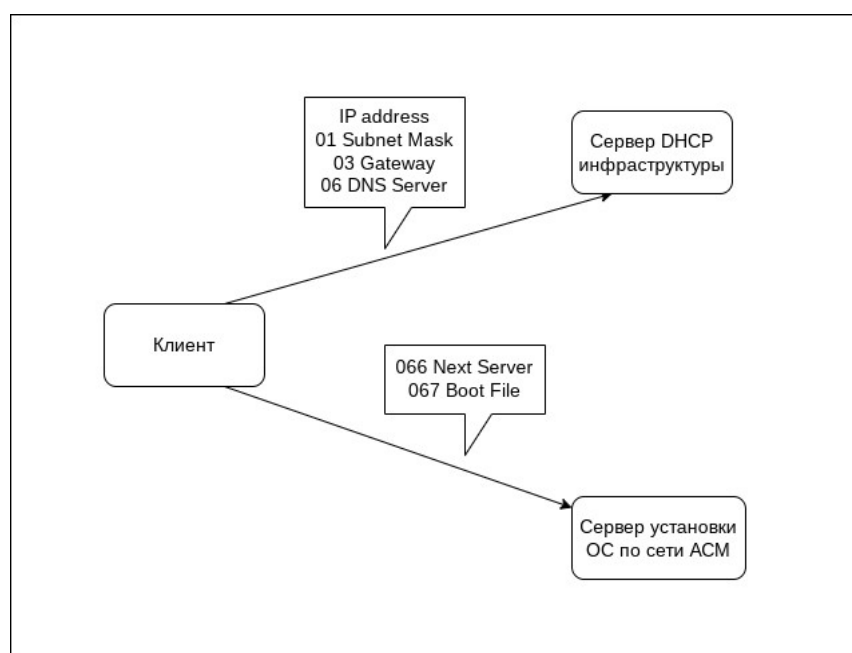 IP address
01 Subnet Mask
03 Gateway
06 DNS Server
Сервер DHCP
инфраструктуры
Клиент
066 Next Server
067 Boot File
Сервер установки
ОС по сети ACM